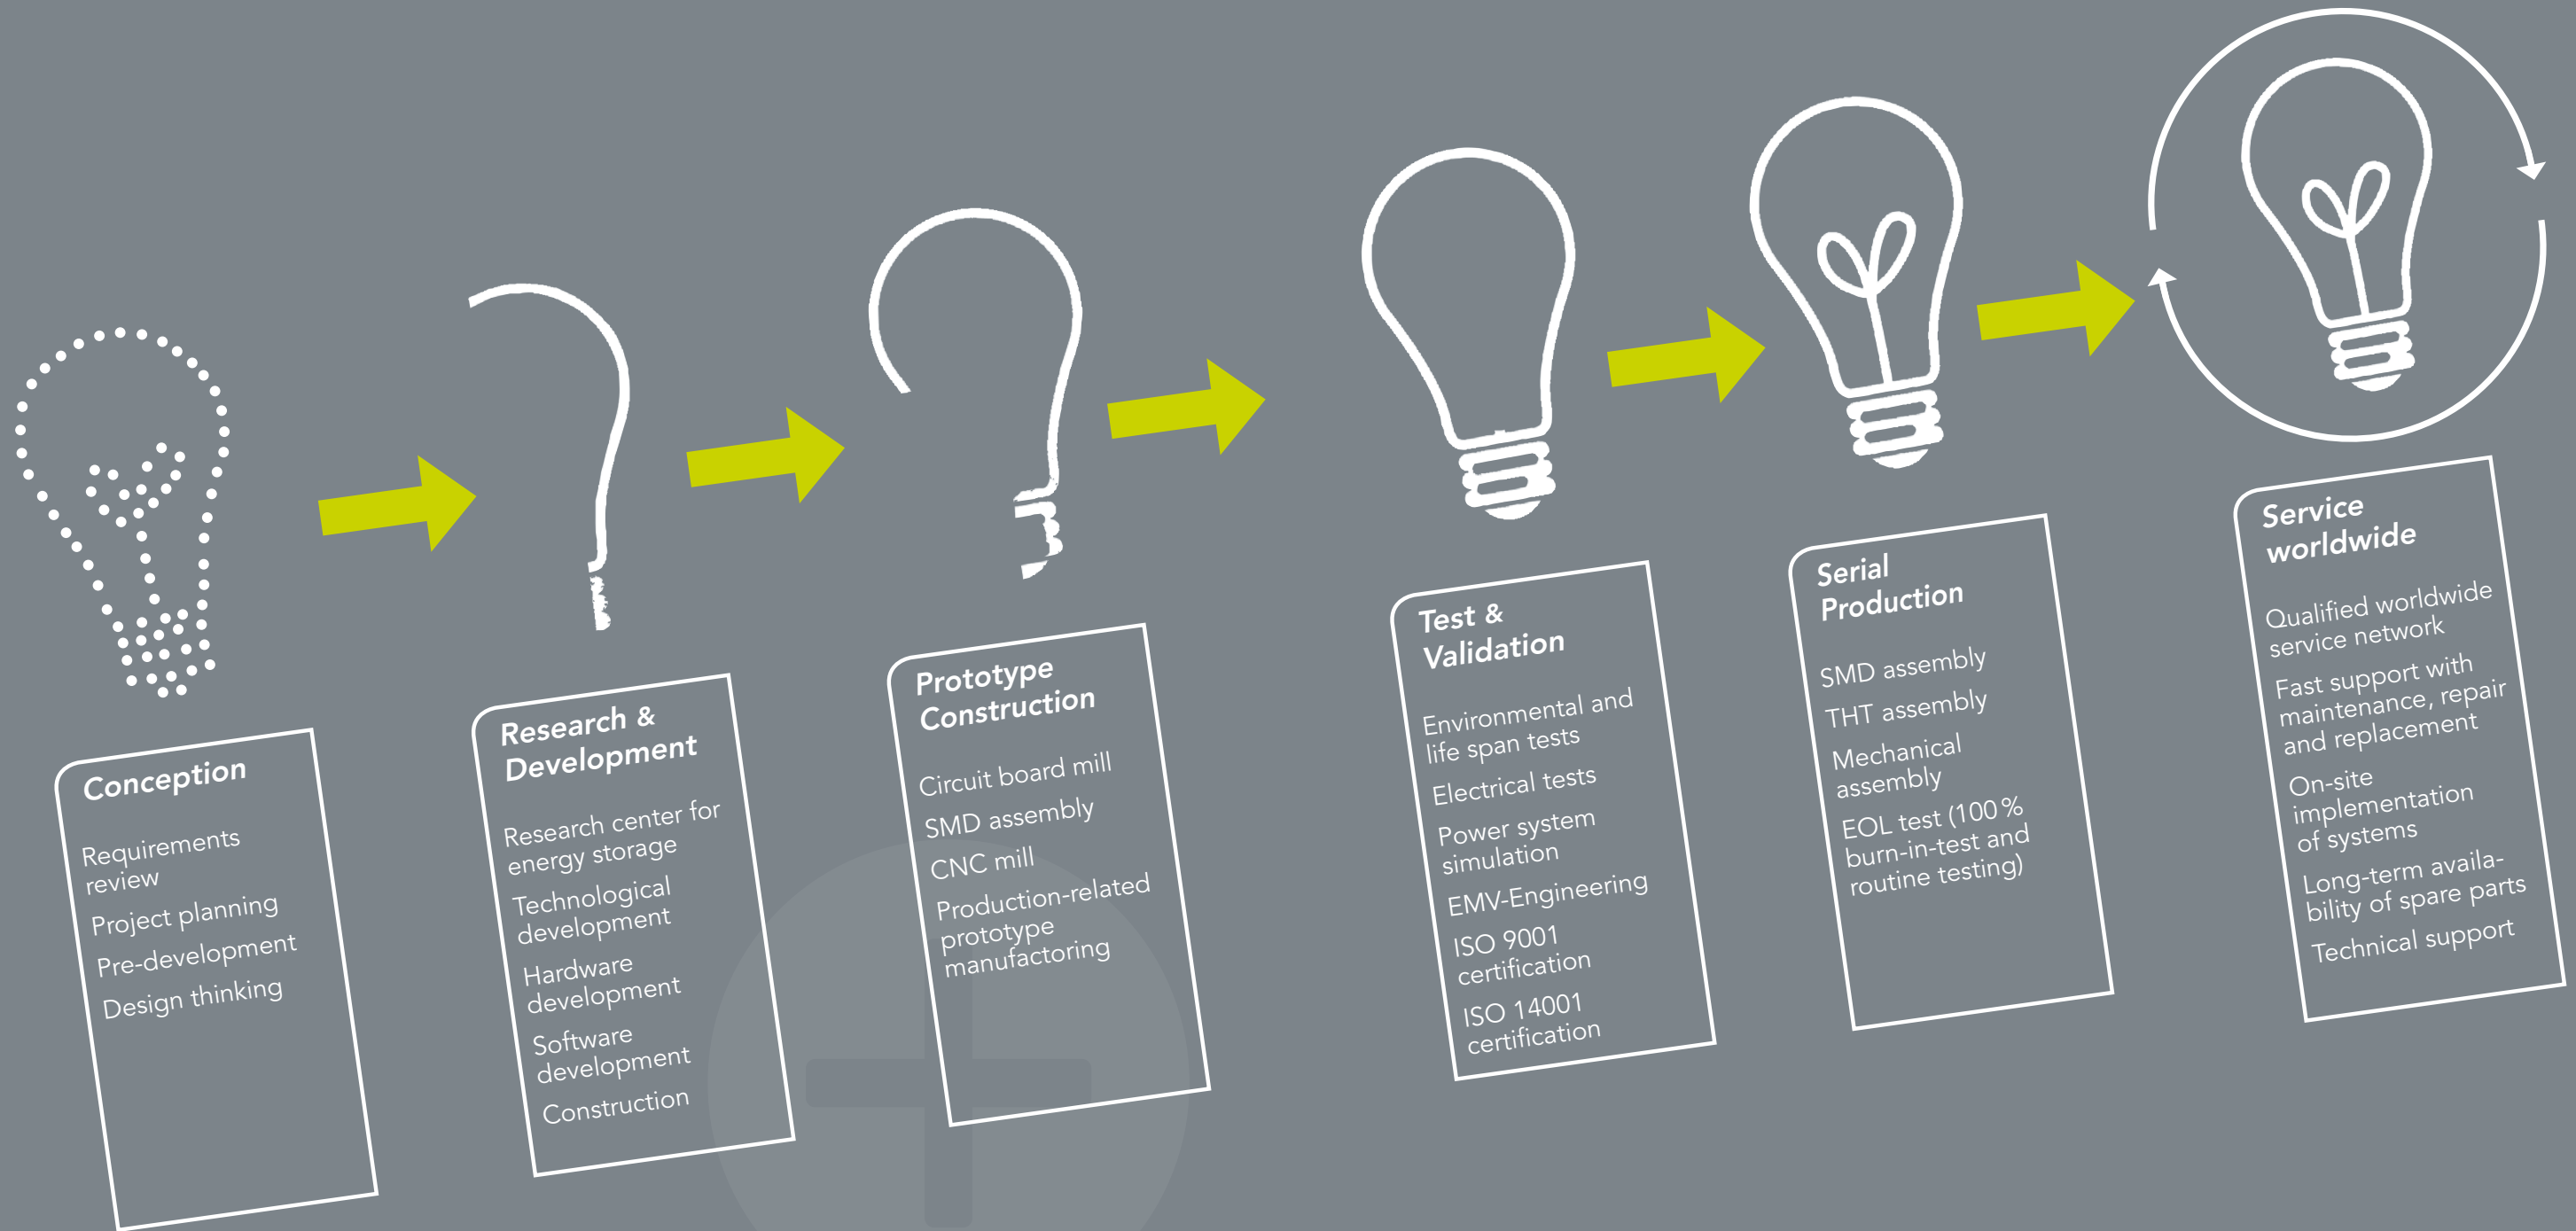 Conception
Requirements
review
Project planning
Pre-development
Design thinking
Research &
Development
Research center for
energy storage
Technological
development
Hardware
development
Software
development
Construction
Prototype
Construction
Circuit board mill
SMD assembly
CNC mill
Production-related
prototype
manufactoring
Test &
Validation
Environmental and
life span tests
Electrical tests
Power system
simulation
EMV-Engineering
ISO 9001
certification
ISO 14001
certification
Serial
Production
SMD assembly
THT assembly
Mechanical
assembly
EOL test (100 %
burn-in-test and
routine testing)
Service
worldwide
Qualified worldwide
service network
Fast support with
maintenance, repair
and replacement
On-site
implementation
of systems
Long-term availa-
bility of spare parts
Technical support